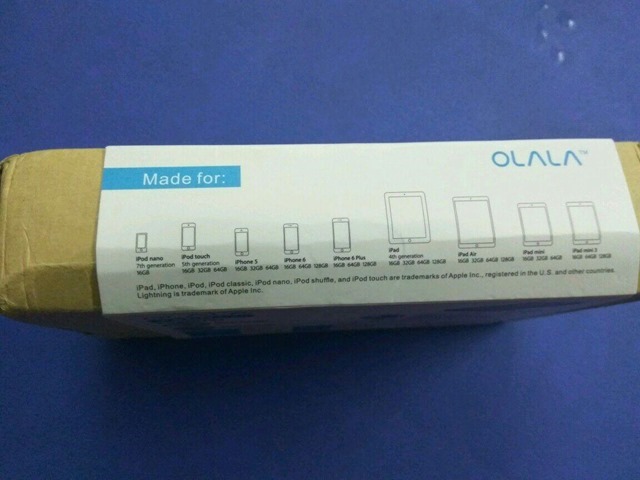 OLALA™
Made for:
iPod nano
7th generation
16GB
iPod touch
5th generation
16GB 32GB 64GB
iPhone 5
16GB 32GB 64GB
iPhone 6
16GB 64GB 128GB
iPhone 6 Plus
16GB 64GB 128GB
iPad
4th generation
16GB 32GB 64GB 128GB
iPad Air
16GB 32GB 64GB 128GB
iPad mini
16GB 32GB 64GB
iPad mini 3
16GB 64GB 128GB
iPad, iPhone, iPod, iPod classic, iPod nano, iPod shuffle, and iPod touch are trademarks of Apple Inc., registered in the U.S. and other countries.
Lightning is trademark of Apple Inc.